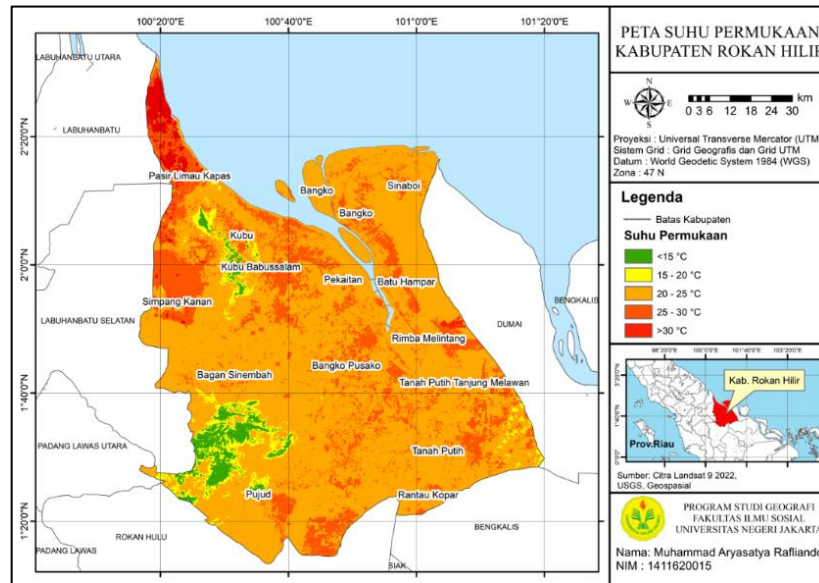 100°20'0"E
100°40'0"E
101°0'0"E
101°20'0"E
2°20'0"N
2°0'0"N
1°40'0"N
1°20'0"N
LABUHANBATU UTARA
LABUHANBATU
Pasir Limau Kapas
Bangko
Sinaboi
Bangko
Kubu
Kubu Babussalam
Pekaitan
Batu Hampar
Simpang Kanan
LABUHANBATU SELATAN
Rimba Melintang
DUMAI
BENGKALIS
Bangko Pusako
Bagan Sinembah
Tanah Putih Tanjung Melawan
PADANG LAWAS UTARA
Tanah Putih
Pujud
Rantau Kopar
ROKAN HULU
BENGKALIS
PADANG LAWAS
SIAK
PETA SUHU PERMUKAAN
KABUPATEN ROKAN HILIR
N
W E
S
0 3 6 12 18 24 30 km
Proyeksi : Universal Transverse Mercator (UTM
Sistem Grid : Grid Geografis dan Grid UTM
Datum : World Geodetic System 1984 (WGS)
Zona : 47 N
Legenda
Batas Kabupaten
Suhu Permukaan
<15 °C
15 - 20 °C
20 - 25 °C
25 - 30 °C
>30 °C
Kab. Rokan Hilir
Prov.Riau
Sumber: Citra Landsat 9 2022,
USGS, Geospasial
PROGRAM STUDI GEOGRAFI
FAKULTAS ILMU SOSIAL
UNIVERSITAS NEGERI JAKARTA
Nama: Muhammad Aryasatya Rafliando
NIM : 1411620015